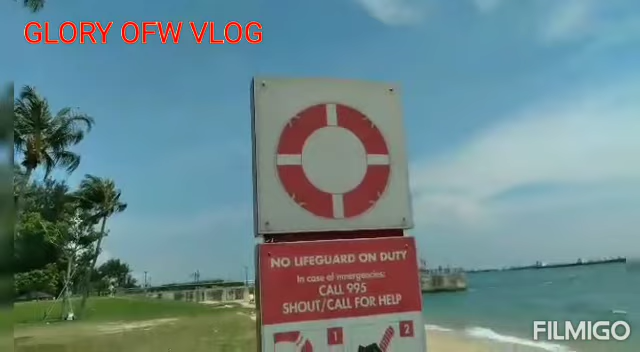 GLORY OFW VLOG
NO LIFEGUARD ON DUTY
In case of emergencies:
CALL 995
SHOUT/CALL FOR HELP
1
2
FILMIGO